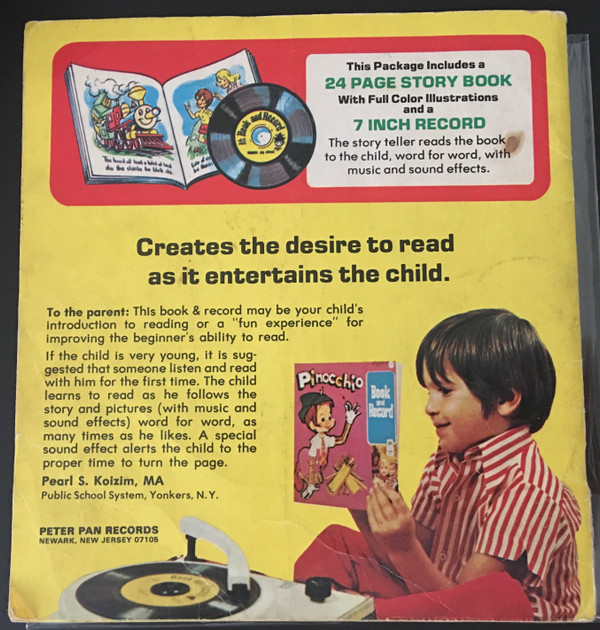 This Package Includes a
24 PAGE STORY BOOK
With Full Color Illustrations
and a
7 INCH RECORD
The story teller reads the book
to the child, word for word, with
music and sound effects.
Book and Record
Creates the desire to read
as it entertains the child.
To the parent: This book & record may be your child's
introduction to reading or a "fun experience" for
improving the beginner's ability to read.
If the child is very young, it is sug-
gested that someone listen and read
with him for the first time. The child
learns to read as he follows the
story and pictures (with music and
sound effects) word for word, as
many times as he likes. A special
sound effect alerts the child to the
proper time to turn the page.
Pearl S. Koizim, MA
Public School System, Yonkers, N.Y.
Pinocchio
Book
and
Record
PETER PAN RECORDS
NEWARK, NEW JERSEY 07105